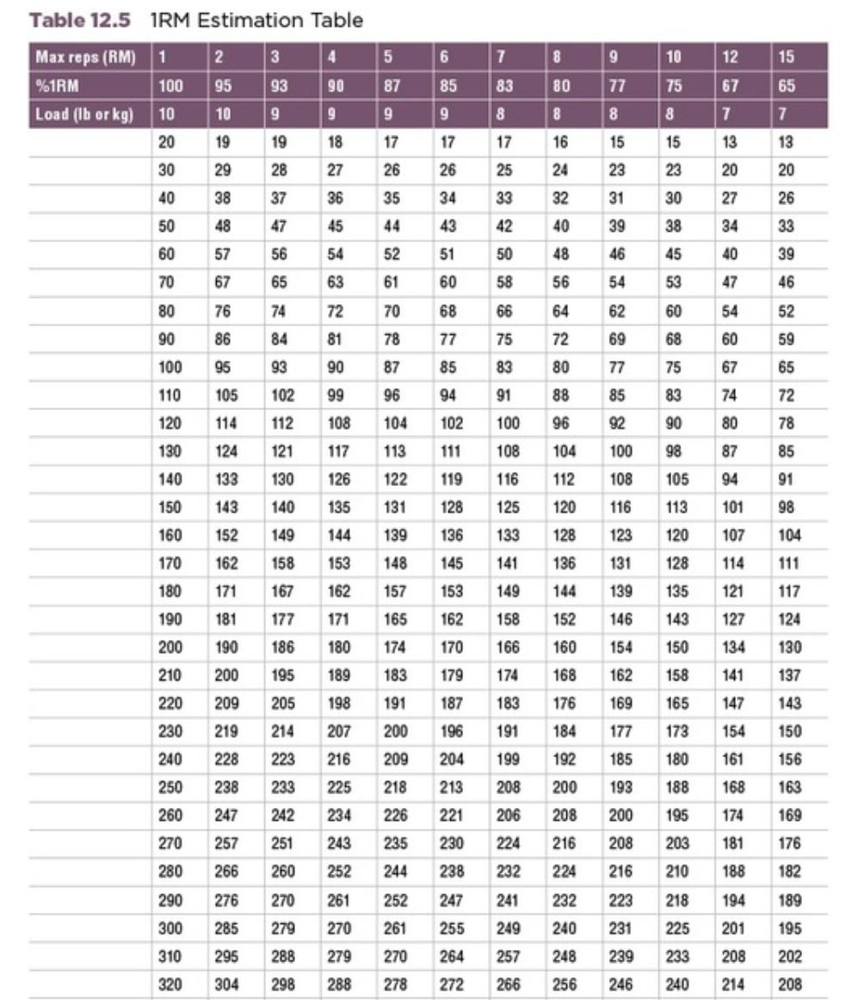 Table 12.5 1RM Estimation Table
Max reps (RM) 1 2 3 4 5 6 7 8 9 10 12 15
%1RM 100 95 93 90 87 85 83 80 77 75 67 65
Load (lb or kg) 10 10 9 9 9 9 8 8 8 8 7 7
20 19 19 18 17 17 17 16 15 15 13 13
30 29 28 27 26 26 25 24 23 23 20 20
40 38 37 36 35 34 33 32 31 30 27 26
50 48 47 45 44 43 42 40 39 38 34 33
60 57 56 54 52 51 50 48 46 45 40 39
70 67 65 63 61 60 58 56 54 53 47 46
80 76 74 72 70 68 66 64 62 60 54 52
90 86 84 81 78 77 75 72 69 68 60 59
100 95 93 90 87 85 83 80 77 75 67 65
110 105 102 99 96 94 91 88 85 83 74 72
120 114 112 108 104 102 100 96 92 90 80 78
130 124 121 117 113 111 108 104 100 98 87 85
140 133 130 126 122 119 116 112 108 105 94 91
150 143 140 135 131 128 125 120 116 113 101 98
160 152 149 144 139 136 133 128 123 120 107 104
170 162 158 153 148 145 141 136 131 128 114 111
180 171 167 162 157 153 149 144 139 135 121 117
190 181 177 171 165 162 158 152 146 143 127 124
200 190 186 180 174 170 166 160 154 150 134 130
210 200 195 189 183 179 174 168 162 158 141 137
220 209 205 198 191 187 183 176 169 165 147 143
230 219 214 207 200 196 191 184 177 173 154 150
240 228 223 216 209 204 199 192 185 180 161 156
250 238 233 225 218 213 208 200 193 188 168 163
260 247 242 234 226 221 206 208 200 195 174 169
270 257 251 243 235 230 224 216 208 203 181 176
280 266 260 252 244 238 232 224 216 210 188 182
290 276 270 261 252 247 241 232 223 218 194 189
300 285 279 270 261 255 249 240 231 225 201 195
310 295 288 279 270 264 257 248 239 233 208 202
320 304 298 288 278 272 266 256 246 240 214 208